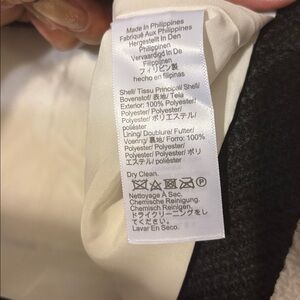 Made In Philippines
Fabriqué Aux Philippines
Hergestellt In Den
Philippinen
Vervaardigd In De
Filippijnen
フィリピン製
hecho en filipinas
Shell/ Tissu Principal/ Shell/
Bovenstof/ 表地/ Tela
Exterior: 100% Polyester/
Polyester/ Polyester/
Polyester/ ポリエステル/
poliéster
Lining/ Doublure/ Futter/
Voering/ 裏地/ Forro: 100%
Polyester/ Polyester/
Polyester/ Polyester/ ポリ
エステル/ poliéster
Dry Clean.
P
Nettoyage À Sec.
Chemische Reinigung.
Chemisch Reinigen.
ドライクリーニングをし
てください。
Lavar En Seco.